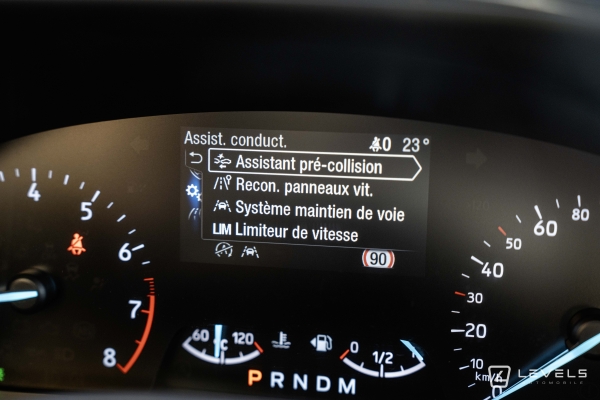 Assist. conduct. 0 23°
Assistant pré-collision
Recon. panneaux vit.
Système maintien de voie
LIM Limiteur de vitesse
90
4
5
6
7
8
60 °C 120
0 1/2
P R N D M
80
60
50
40
30
20
10
km/h
LEVELS
AUTOMOBILE